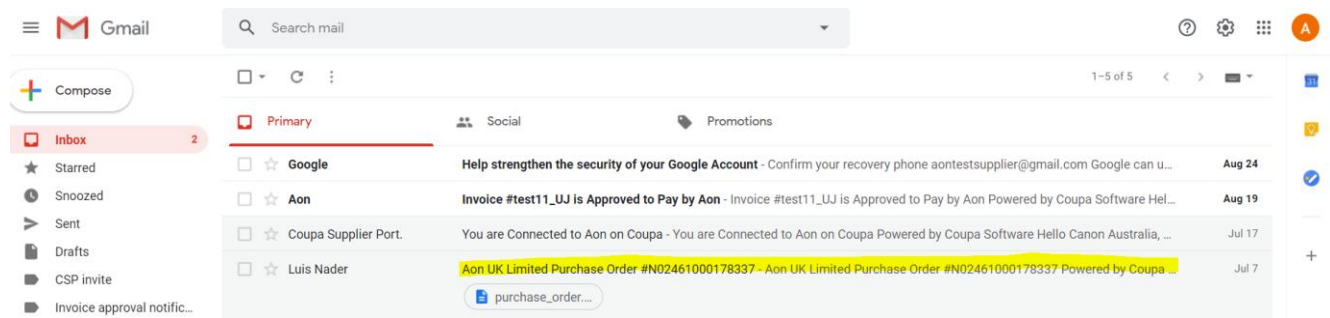 Gmail
Search mail
A
Compose
1–5 of 5
31
Primary
Social
Promotions
Inbox 2
Google Help strengthen the security of your Google Account - Confirm your recovery phone aontestsupplier@gmail.com Google can u... Aug 24
Starred
Snoozed
Aon Invoice #test11_UJ is Approved to Pay by Aon - Invoice #test11_UJ is Approved to Pay by Aon Powered by Coupa Software Hel... Aug 19
Sent
Coupa Supplier Port. You are Connected to Aon on Coupa - You are Connected to Aon on Coupa Powered by Coupa Software Hello Canon Australia, ... Jul 17
Drafts
Luis Nader Aon UK Limited Purchase Order #N02461000178337 - Aon UK Limited Purchase Order #N02461000178337 Powered by Coupa ... Jul 7
CSP invite
purchase_order....
Invoice approval notific...